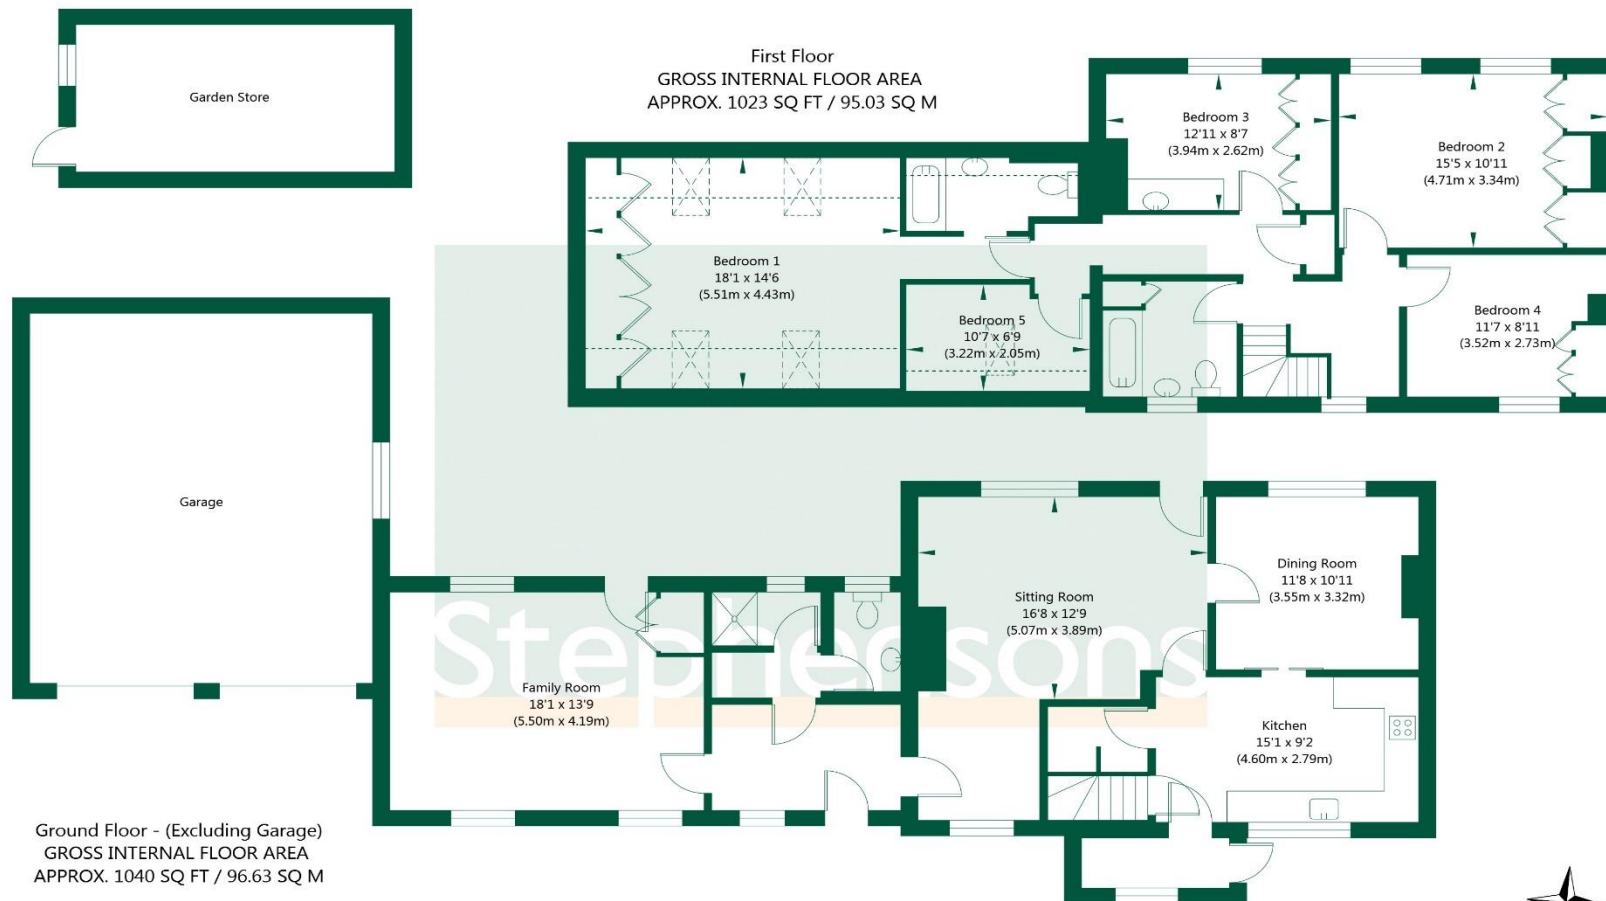 First Floor
GROSS INTERNAL FLOOR AREA
APPROX. 1023 SQ FT / 95.03 SQ M
Garden Store
Bedroom 3
12'11 x 8'7
(3.94m x 2.62m)
Bedroom 2
15'5 x 10'11
(4.71m x 3.34m)
Bedroom 1
18'1 x 14'6
(5.51m x 4.43m)
Bedroom 5
10'7 x 6'9
(3.22m x 2.05m)
Bedroom 4
11'7 x 8'11
(3.52m x 2.73m)
Garage
Sitting Room
16'8 x 12'9
(5.07m x 3.89m)
Dining Room
11'8 x 10'11
(3.55m x 3.32m)
Stephensons
Family Room
18'1 x 13'9
(5.50m x 4.19m)
Kitchen
15'1 x 9'2
(4.60m x 2.79m)
Ground Floor - (Excluding Garage)
GROSS INTERNAL FLOOR AREA
APPROX. 1040 SQ FT / 96.63 SQ M